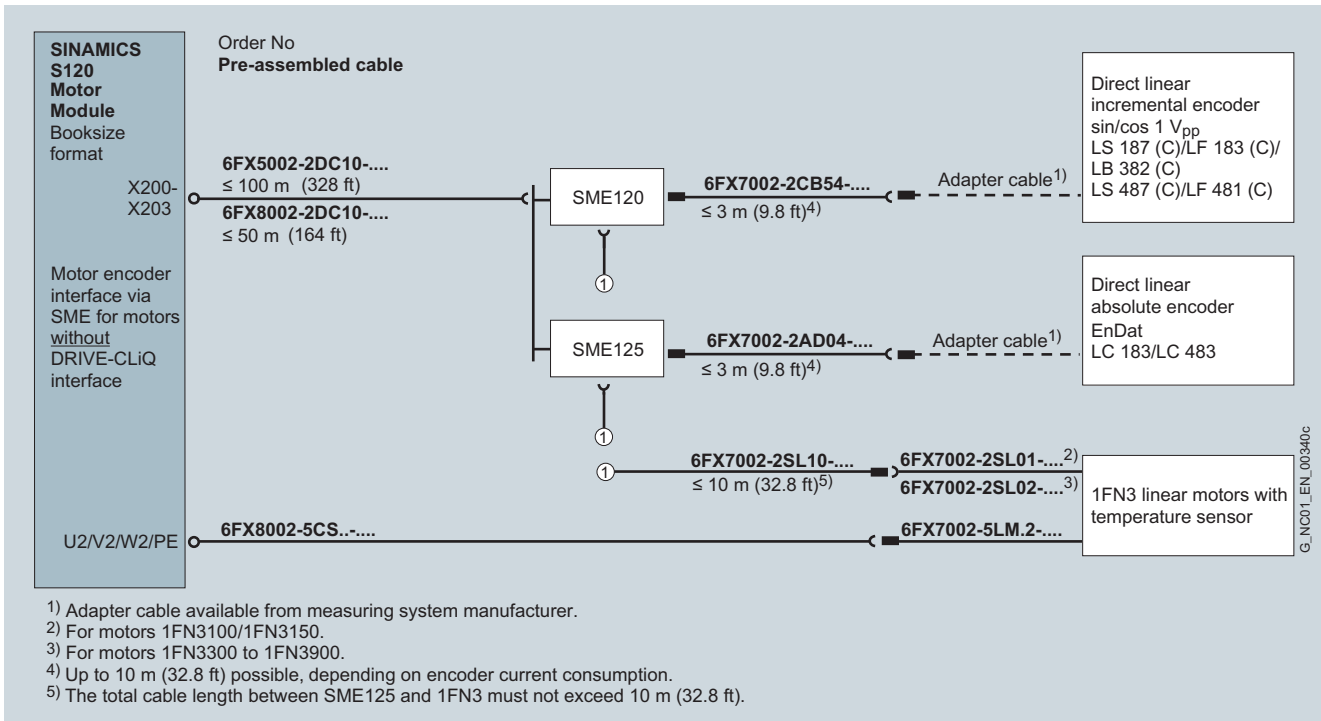 SINAMICS
S120
Motor
Module
Booksize
format
Order No
Pre-assembled cable
X200-
X203
6FX5002-2DC10-....
≤ 100 m (328 ft)
6FX8002-2DC10-....
≤ 50 m (164 ft)
SME120
6FX7002-2CB54-....
≤ 3 m (9.8 ft)4)
Adapter cable1)
Direct linear
incremental encoder
sin/cos 1 Vpp
LS 187 (C)/LF 183 (C)/
LB 382 (C)
LS 487 (C)/LF 481 (C)
1
Motor encoder
interface via
SME for motors
without
DRIVE-CLiQ
interface
SME125
6FX7002-2AD04-....
≤ 3 m (9.8 ft)4)
Adapter cable1)
Direct linear
absolute encoder
EnDat
LC 183/LC 483
1
1
6FX7002-2SL10-....
≤ 10 m (32.8 ft)5)
6FX7002-2SL01-....2)
6FX7002-2SL02-....3)
1FN3 linear motors with
temperature sensor
U2/V2/W2/PE
6FX8002-5CS..-....
6FX7002-5LM.2-....
G_NC01_EN_00340c
1) Adapter cable available from measuring system manufacturer.
2) For motors 1FN3100/1FN3150.
3) For motors 1FN3300 to 1FN3900.
4) Up to 10 m (32.8 ft) possible, depending on encoder current consumption.
5) The total cable length between SME125 and 1FN3 must not exceed 10 m (32.8 ft).